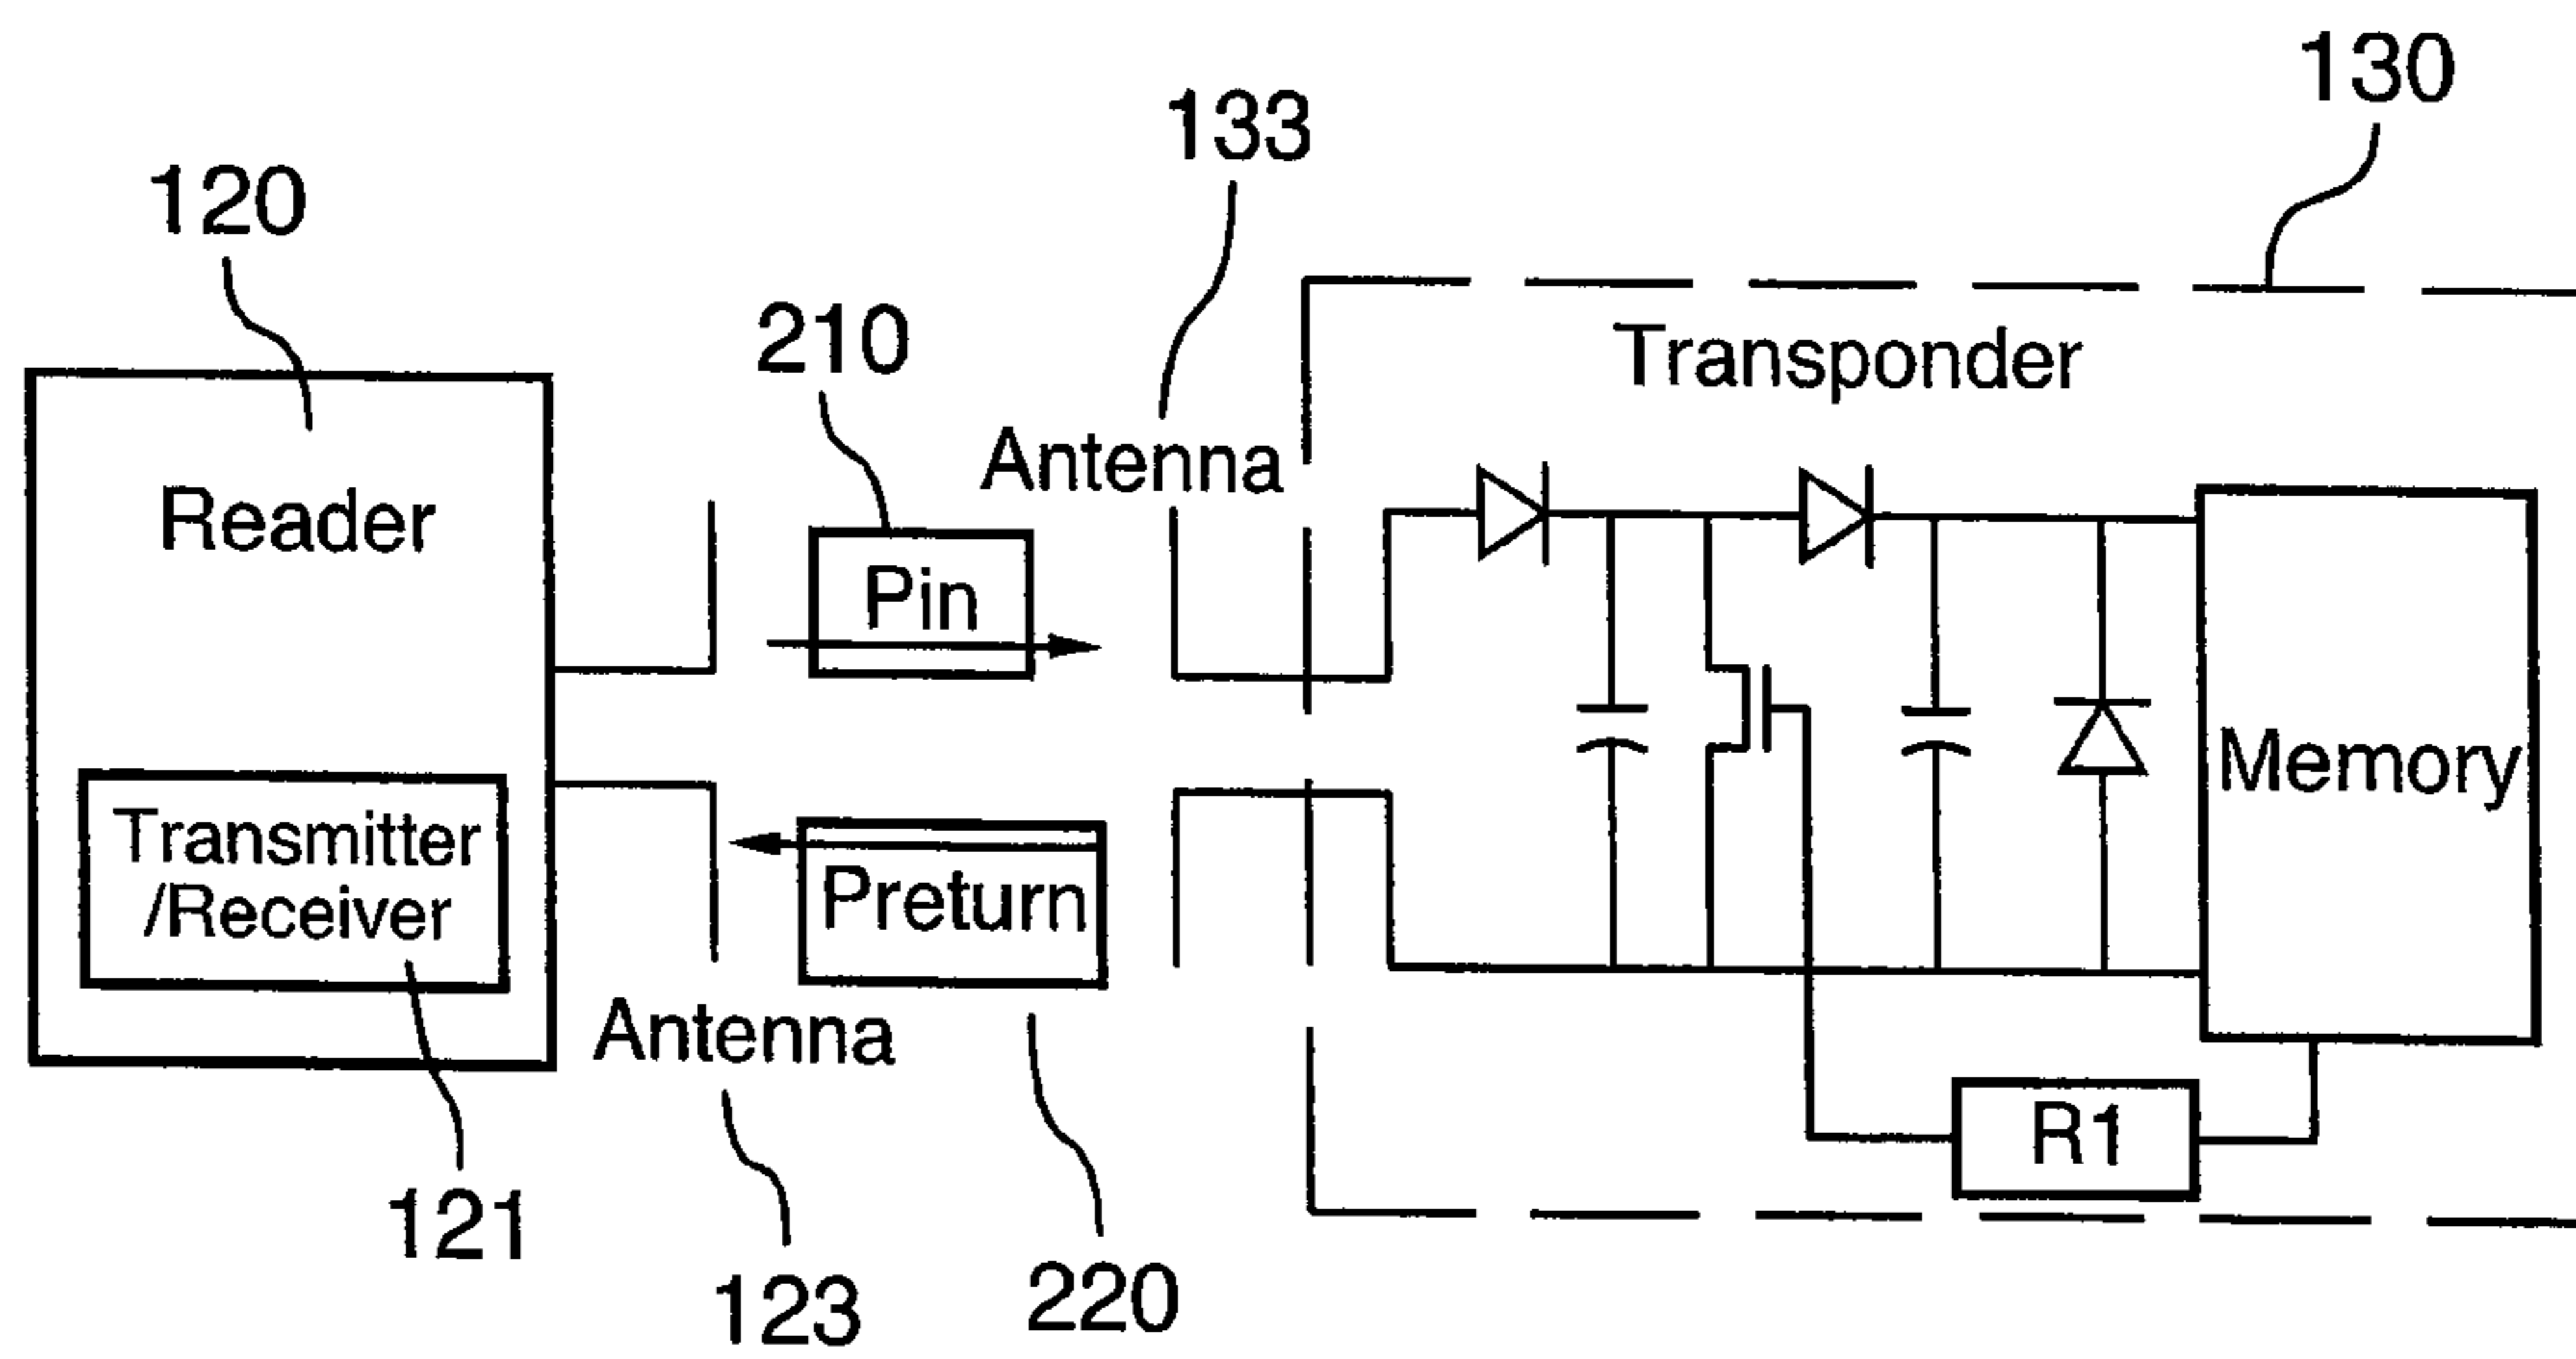 130
133
120
210
Transponder
Antenna
Reader
Pin
Memory
Transmitter
/Receiver
Preturn
Antenna
R1
121
123
220